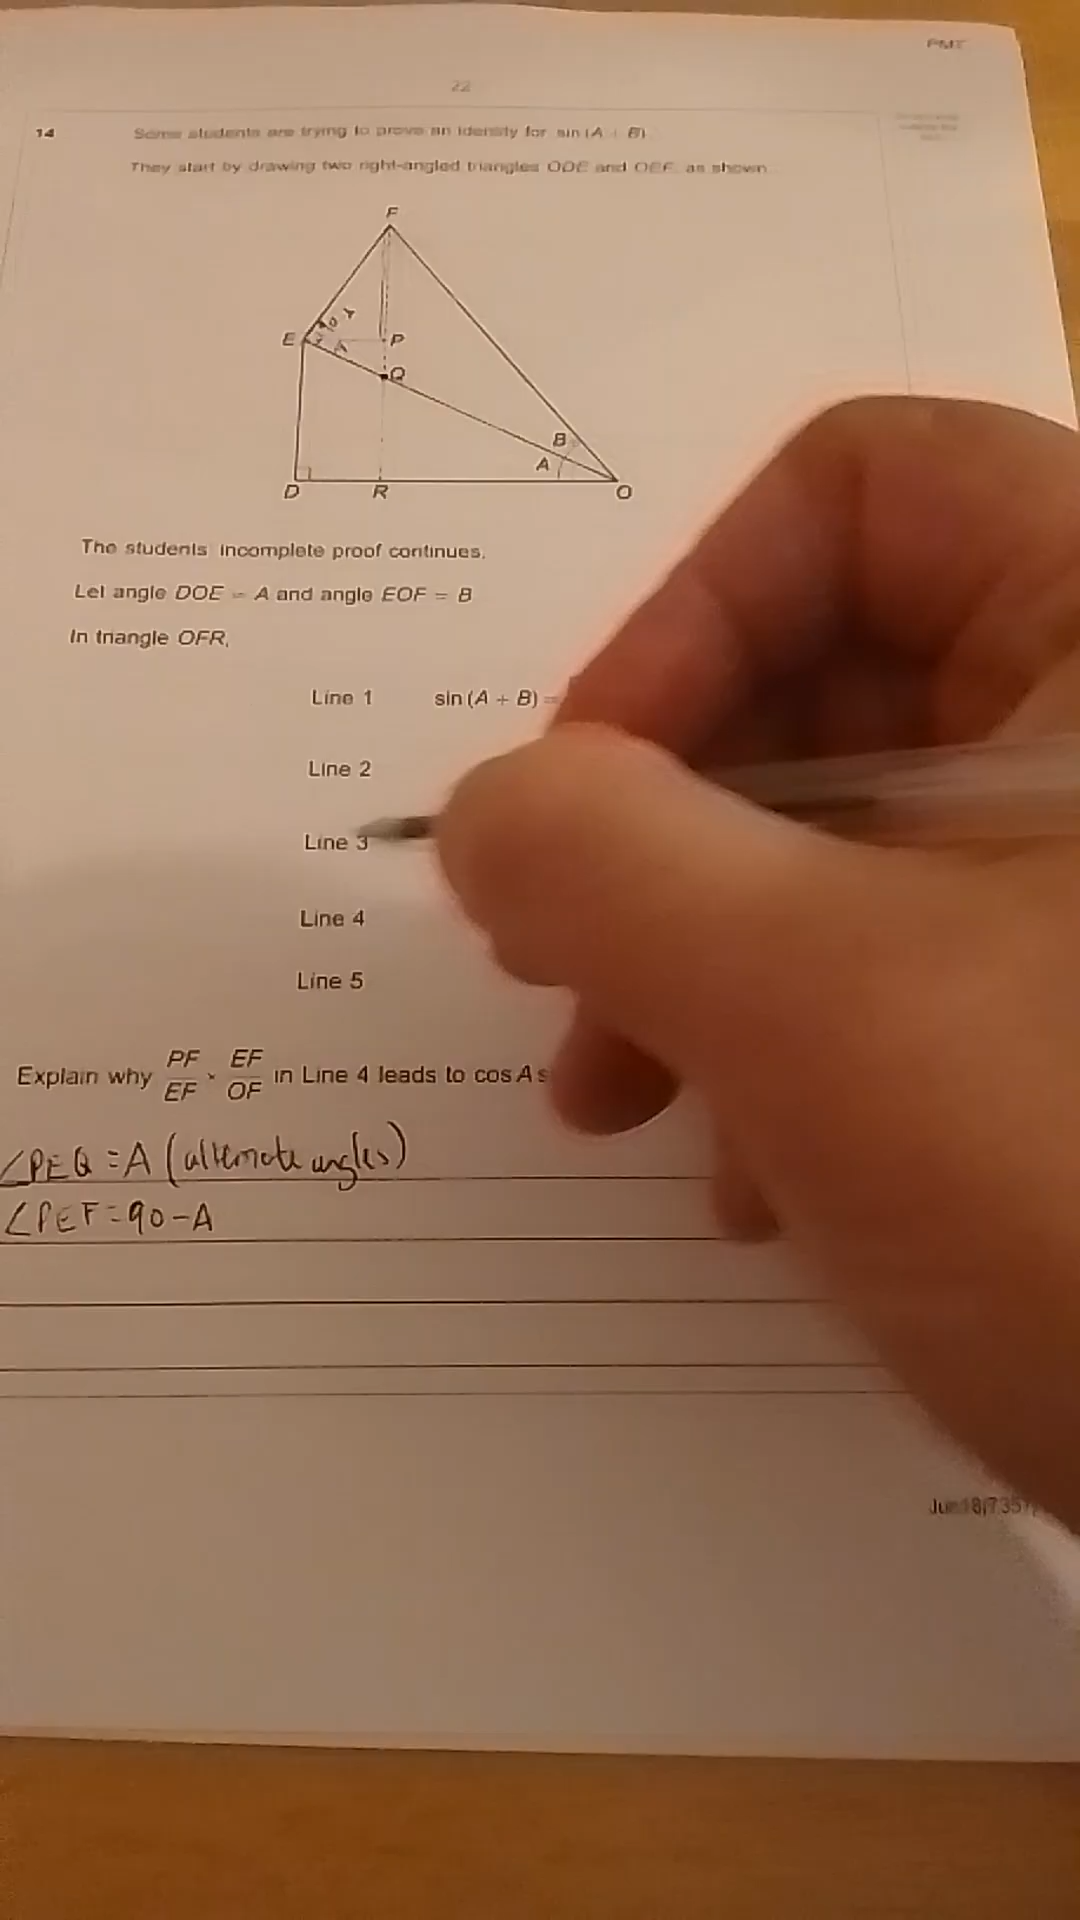 PMT
22
14 Some students are trying to prove an identity for sin (A + B)
They start by drawing two right-angled triangles ODE and OEF, as shown.
F
E
90 - A
A
P
Q
B
A
D
R
O
The students' incomplete proof continues,
Let angle DOE = A and angle EOF = B
In triangle OFR,
Line 1 sin (A + B) =
Line 2
Line 3
Line 4
Line 5
Explain why PF/EF × EF/OF in Line 4 leads to cos A s
∠PEQ = A (alternate angles)
∠PEF = 90 - A